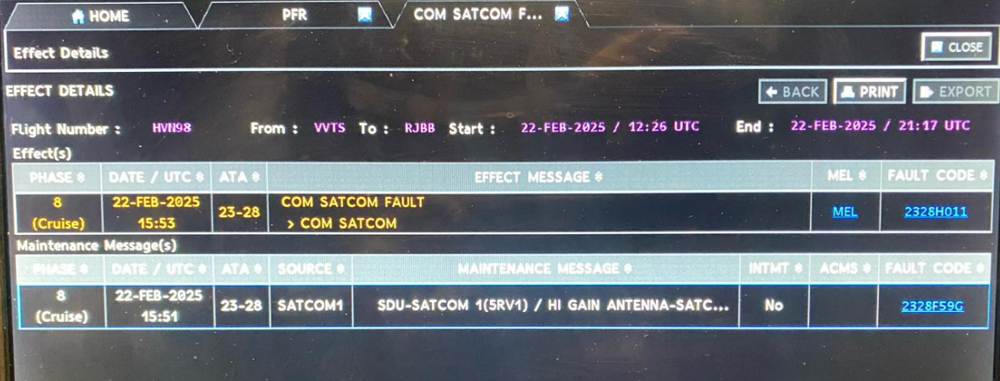 HOME PFR COM SATCOM F...
Effect Details CLOSE
EFFECT DETAILS BACK PRINT EXPORT
Flight Number : HVN98 From : VVTS To : RJBB Start : 22-FEB-2025 / 12:26 UTC End : 22-FEB-2025 / 21:17 UTC
Effect(s)
PHASE DATE / UTC ATA EFFECT MESSAGE MEL FAULT CODE
8 22-FEB-2025 23-28 COM SATCOM FAULT MEL 2328H011
(Cruise) 15:53 > COM SATCOM
Maintenance Message(s)
PHASE DATE / UTC ATA SOURCE MAINTENANCE MESSAGE INTMT ACMS FAULT CODE
8 22-FEB-2025 23-28 SATCOM1 SDU-SATCOM 1(5RV1) / HI GAIN ANTENNA-SATC... No 2328F59G
(Cruise) 15:51